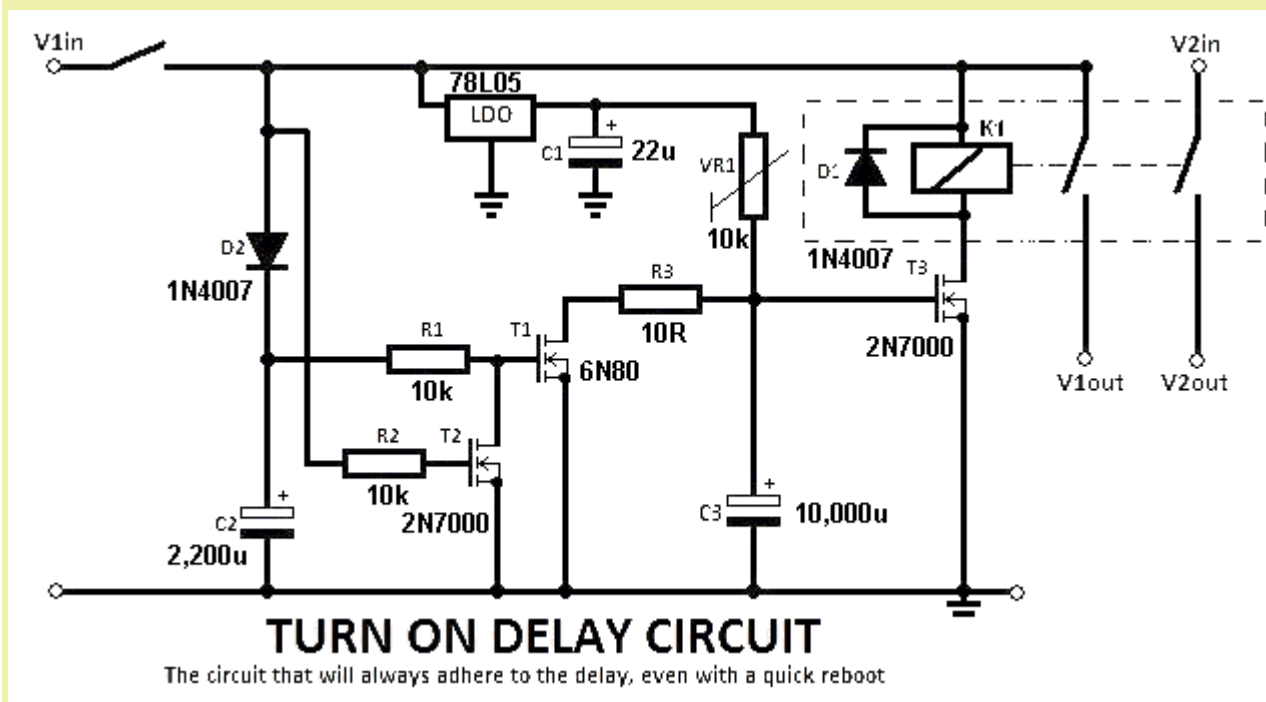 V1in
V2in
78L05
LDO
+
C1
22u
VR1
10k
D1
K1
1N4007
D2
1N4007
R3
10R
T3
2N7000
R1
10k
T1
6N80
V1out
V2out
R2
10k
T2
2N7000
+
C2
2,200u
+
C3
10,000u
TURN ON DELAY CIRCUIT
The circuit that will always adhere to the delay, even with a quick reboot